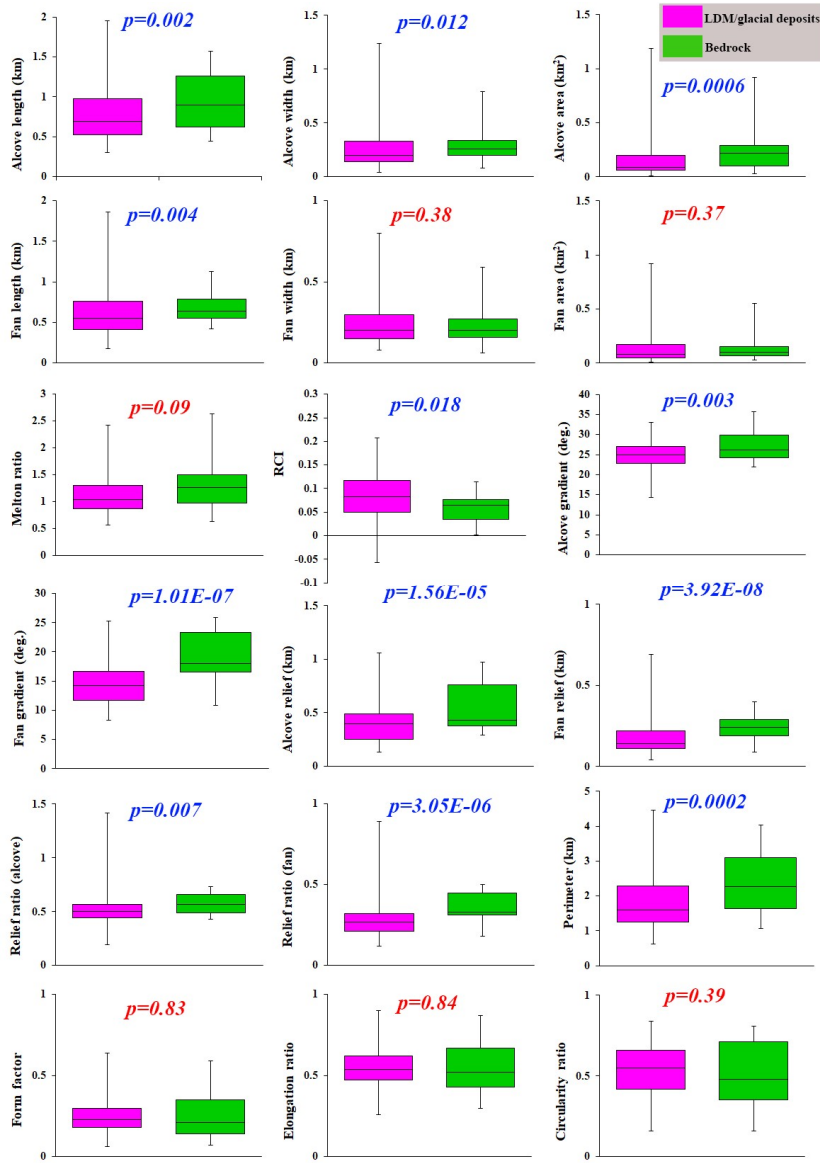 LDM/glacial deposits
Bedrock
Alcove length (km)
2
1.5
1
0.5
0
p=0.002
Alcove width (km)
1.5
1
0.5
0
p=0.012
Alcove area (km²)
1.5
1
0.5
0
p=0.0006
Fan length (km)
2
1.5
1
0.5
0
p=0.004
Fan width (km)
1
0.5
0
p=0.38
Fan area (km²)
1.5
1
0.5
0
p=0.37
Melton ratio
3
2.5
2
1.5
1
0.5
0
p=0.09
RCI
0.3
0.25
0.2
0.15
0.1
0.05
0
-0.05
-0.1
p=0.018
Alcove gradient (deg.)
40
35
30
25
20
15
10
5
0
p=0.003
Fan gradient (deg.)
30
25
20
15
10
5
0
p=1.01E-07
Alcove relief (km)
1.5
1
0.5
0
p=1.56E-05
Fan relief (km)
1
0.5
0
p=3.92E-08
Relief ratio (alcove)
1.5
1
0.5
0
p=0.007
Relief ratio (fan)
1
0.5
0
p=3.05E-06
Perimeter (km)
5
4
3
2
1
0
p=0.0002
Form factor
1
0.5
0
p=0.83
Elongation ratio
1
0.5
0
p=0.84
Circularity ratio
1
0.5
0
p=0.39